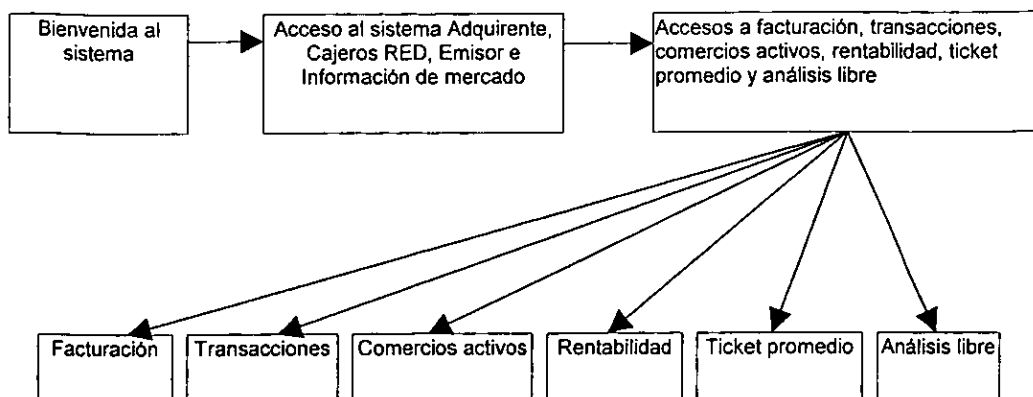 Bienvenida al
sistema
Acceso al sistema Adquirente,
Cajeros RED, Emisor e
Información de mercado
Accesos a facturación, transacciones,
comercios activos, rentabilidad, ticket
promedio y análisis libre
Facturación
Transacciones
Comercios activos
Rentabilidad
Ticket promedio
Análisis libre